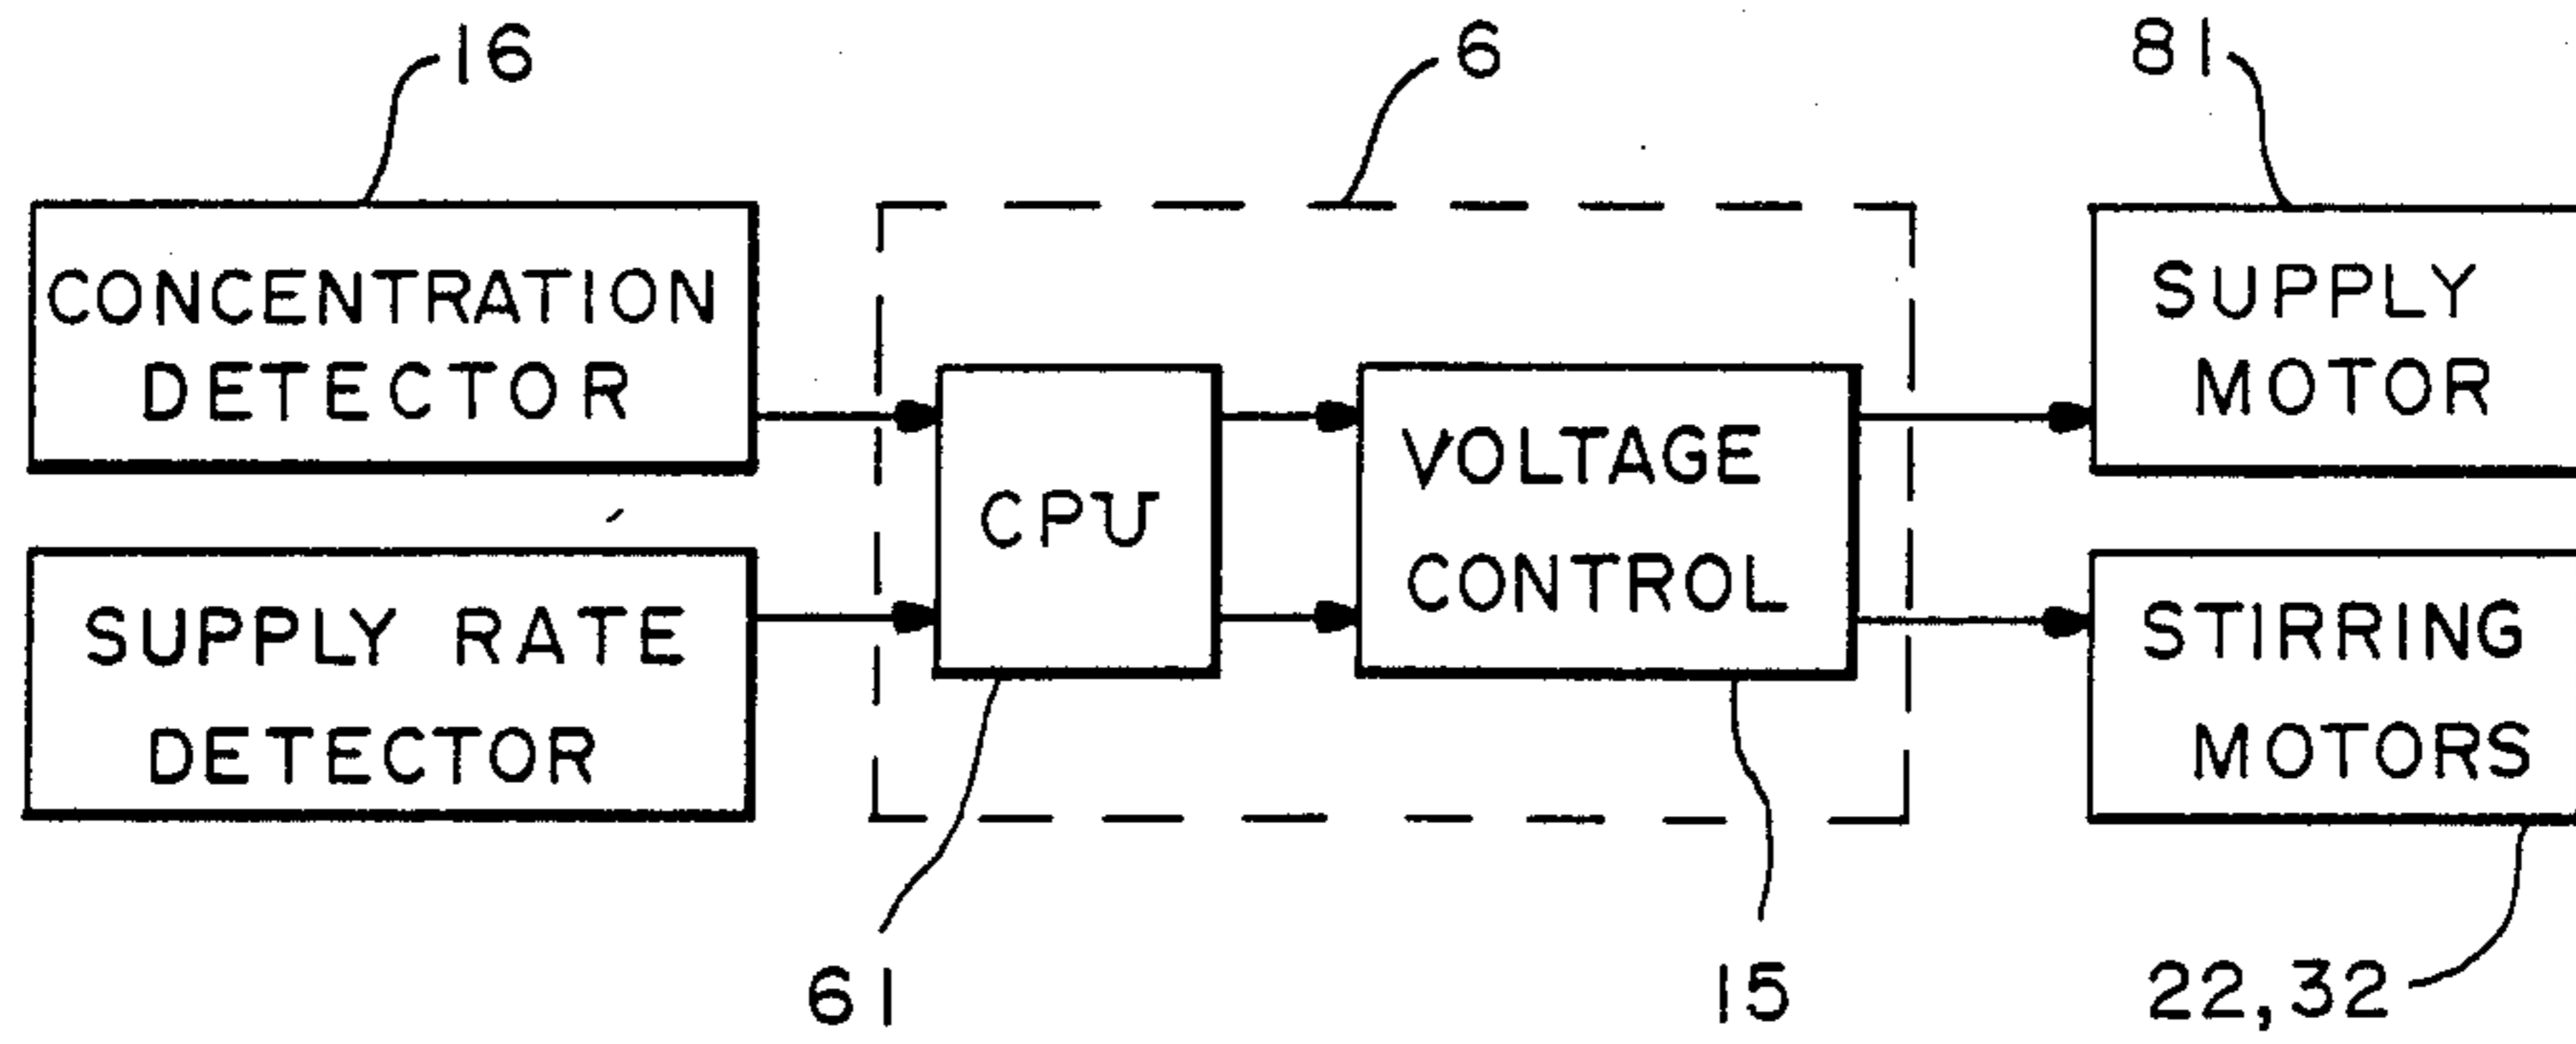 16
6
81
CONCENTRATION
DETECTOR
SUPPLY RATE
DETECTOR
CPU
VOLTAGE
CONTROL
SUPPLY
MOTOR
STIRRING
MOTORS
61
15
22,32